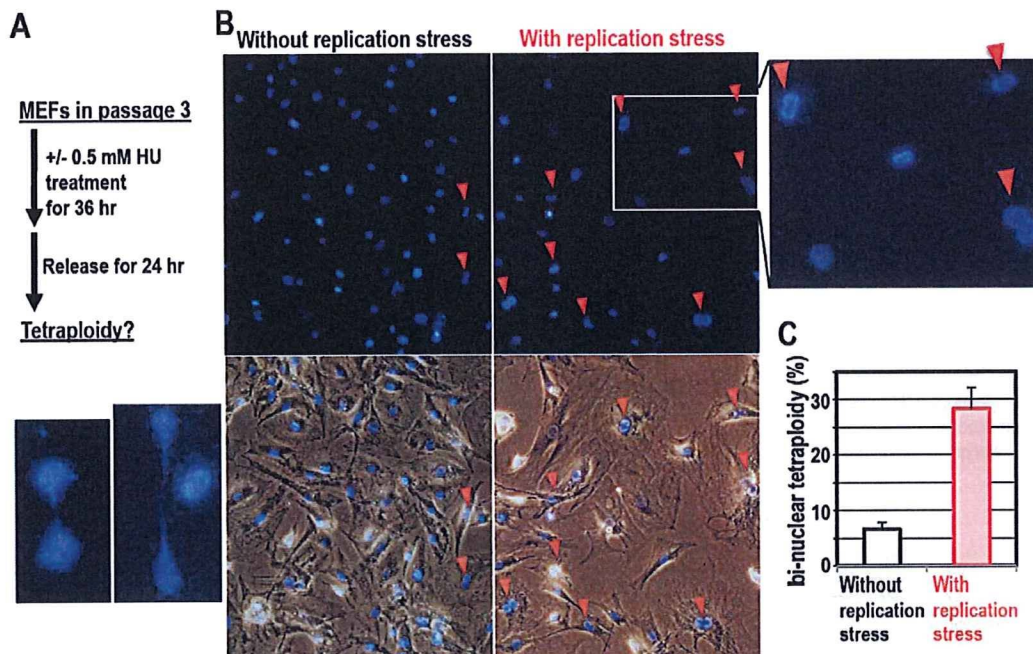 A
MEFs in passage 3
+/- 0.5 mM HU
treatment
for 36 hr
Release for 24 hr
Tetraploidy?
B
Without replication stress
With replication stress
C
bi-nuclear tetraploidy (%)
30
20
10
0
Without
replication
stress
With
replication
stress